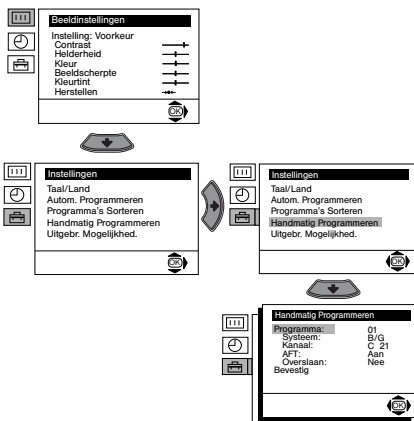 Beeldinstellingen
Instelling: Voorkeur
Contrast
Helderheid
Kleur
Beeldscherpte
Kleurtint
Herstellen
OK
Instellingen
Taal/Land
Autom. Programmeren
Programma's Sorteren
Handmatig Programmeren
Uitgebr. Mogelijkhed.
OK
Instellingen
Taal/Land
Autom. Programmeren
Programma's Sorteren
Handmatig Programmeren
Uitgebr. Mogelijkhed.
OK
Handmatig Programmeren
Programma: 01
Systeem: B/G
Kanaal: C 21
AFT: Aan
Overslaan: Nee
Bevestig
OK